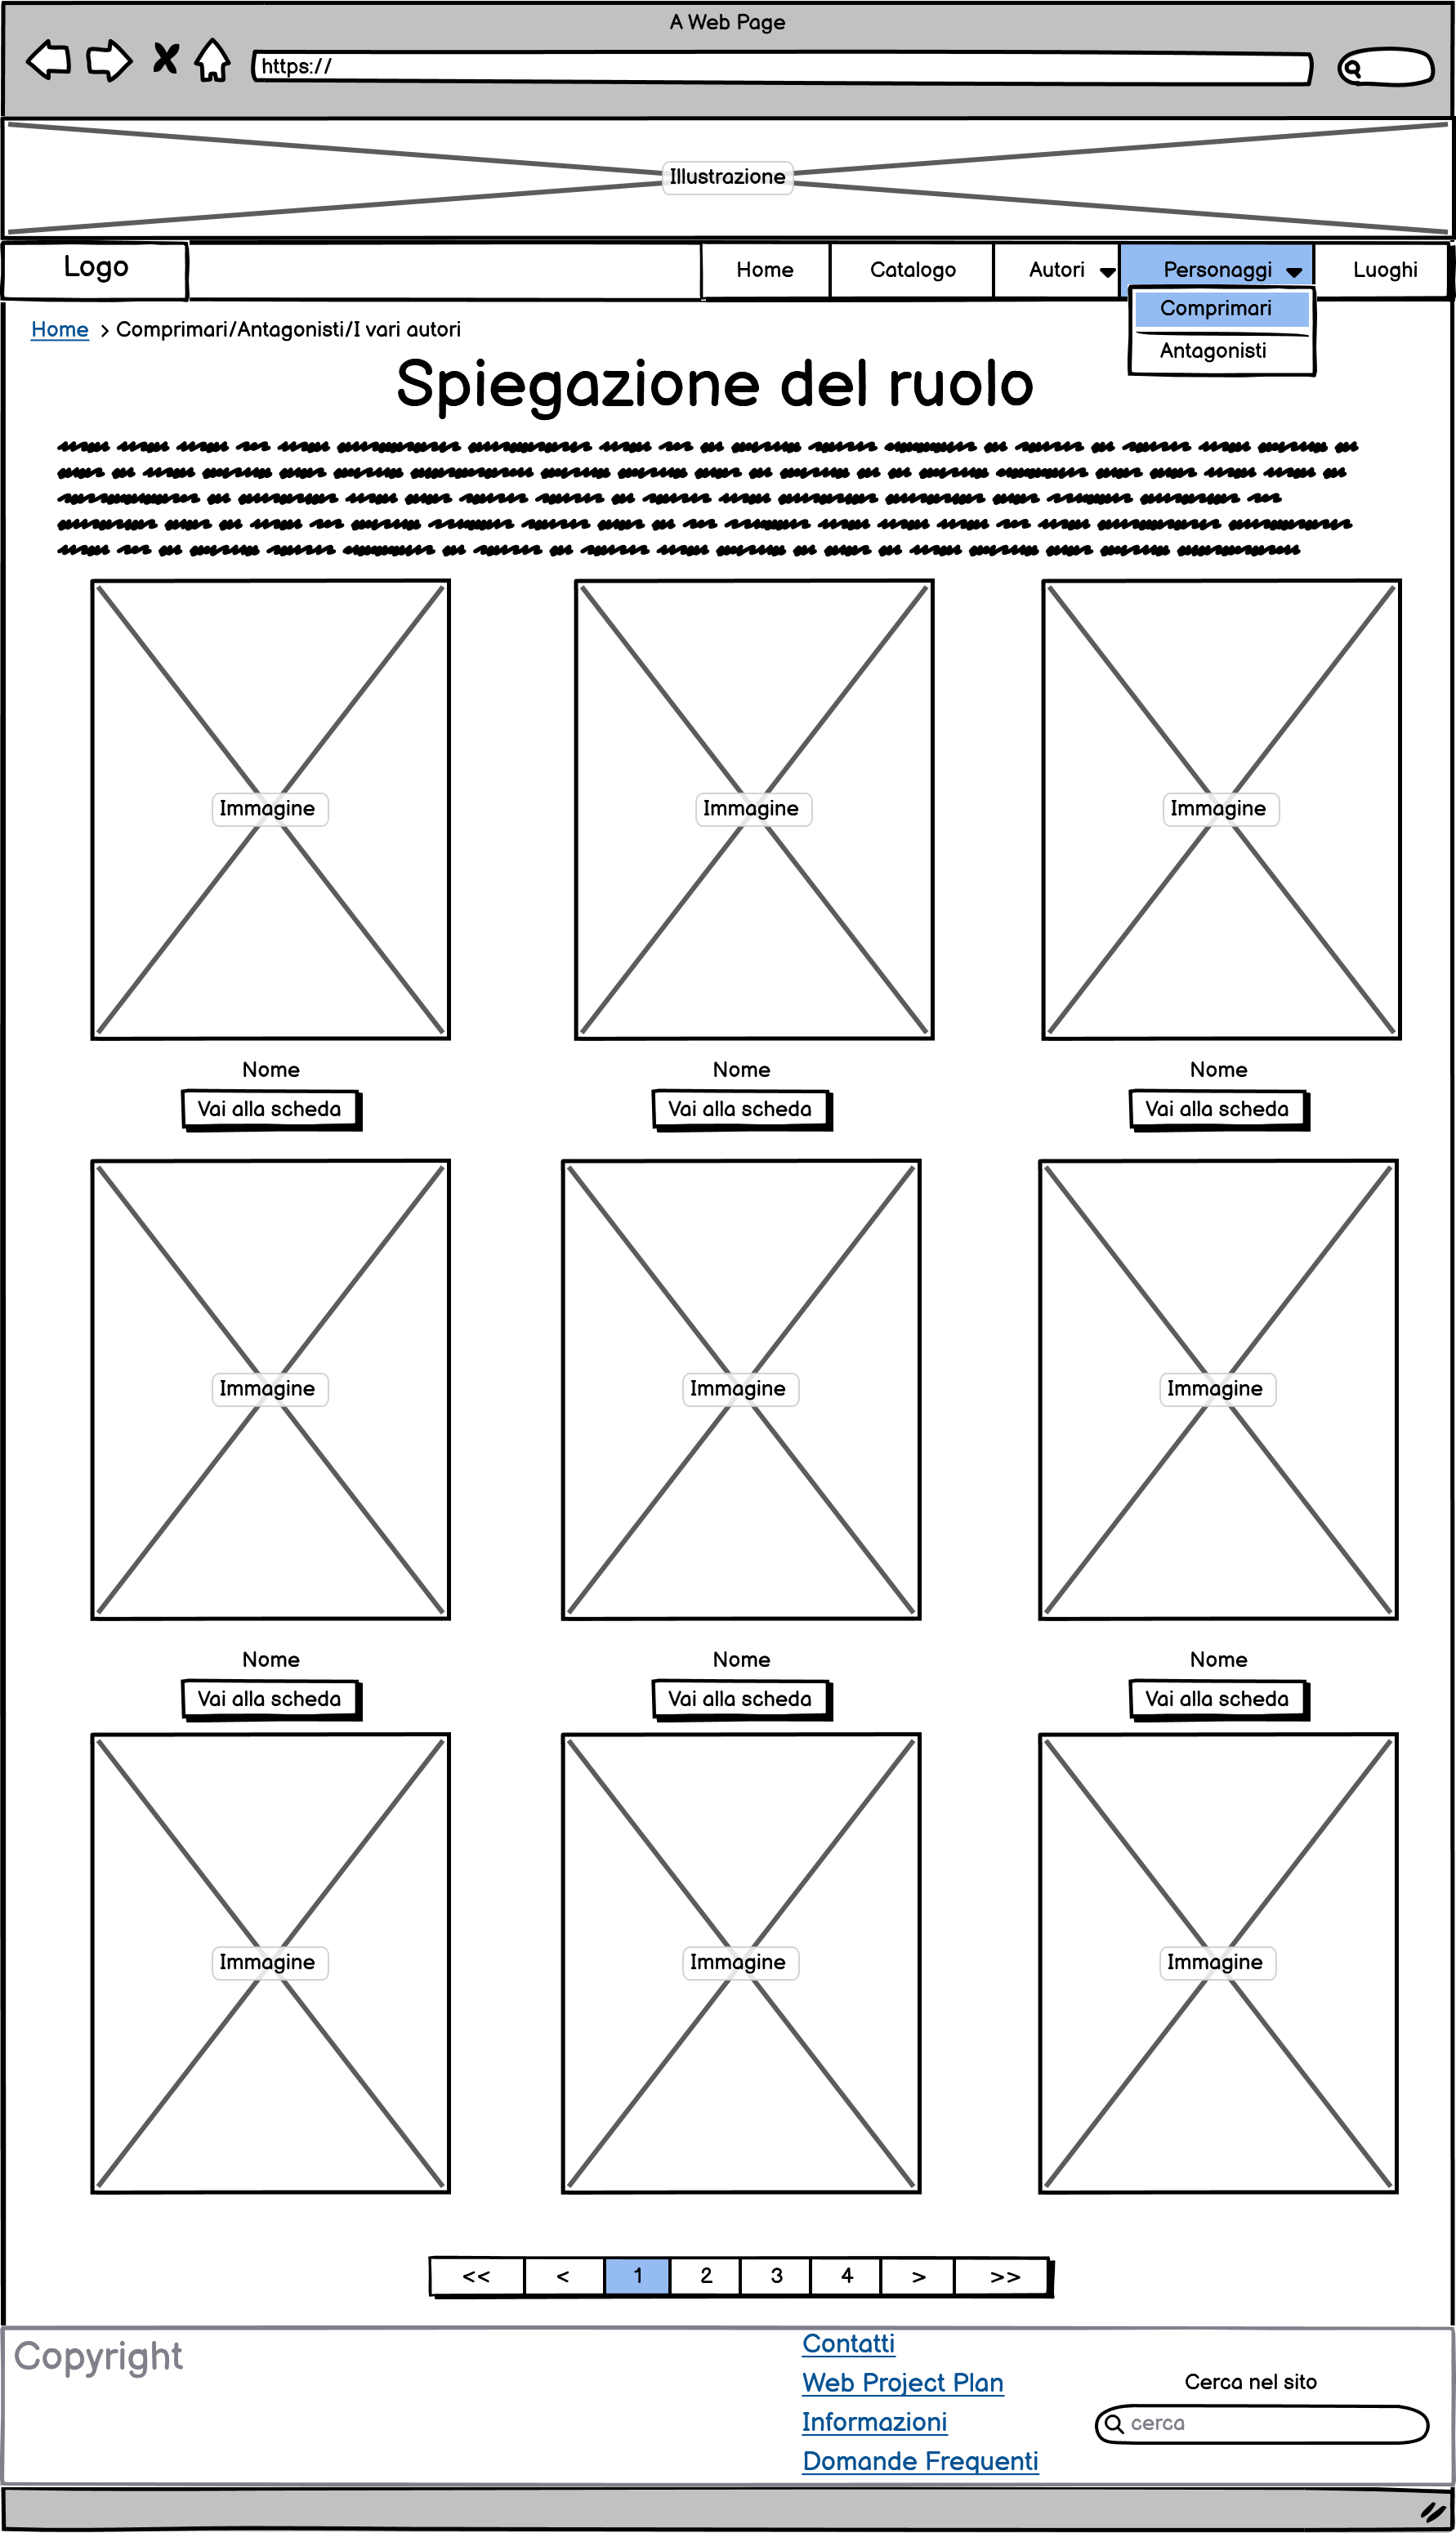 A Web Page
https://
Illustrazione
Logo
Home
Catalogo
Autori
Personaggi
Luoghi
Comprimari
Antagonisti
Home > Comprimari/Antagonisti/I vari autori
Spiegazione del ruolo
Immagine
Immagine
Immagine
Nome
Nome
Nome
Vai alla scheda
Vai alla scheda
Vai alla scheda
Immagine
Immagine
Immagine
Nome
Nome
Nome
Vai alla scheda
Vai alla scheda
Vai alla scheda
Immagine
Immagine
Immagine
<< < 1 2 3 4 > >>
Copyright
Contatti
Web Project Plan
Informazioni
Domande Frequenti
Cerca nel sito
cerca